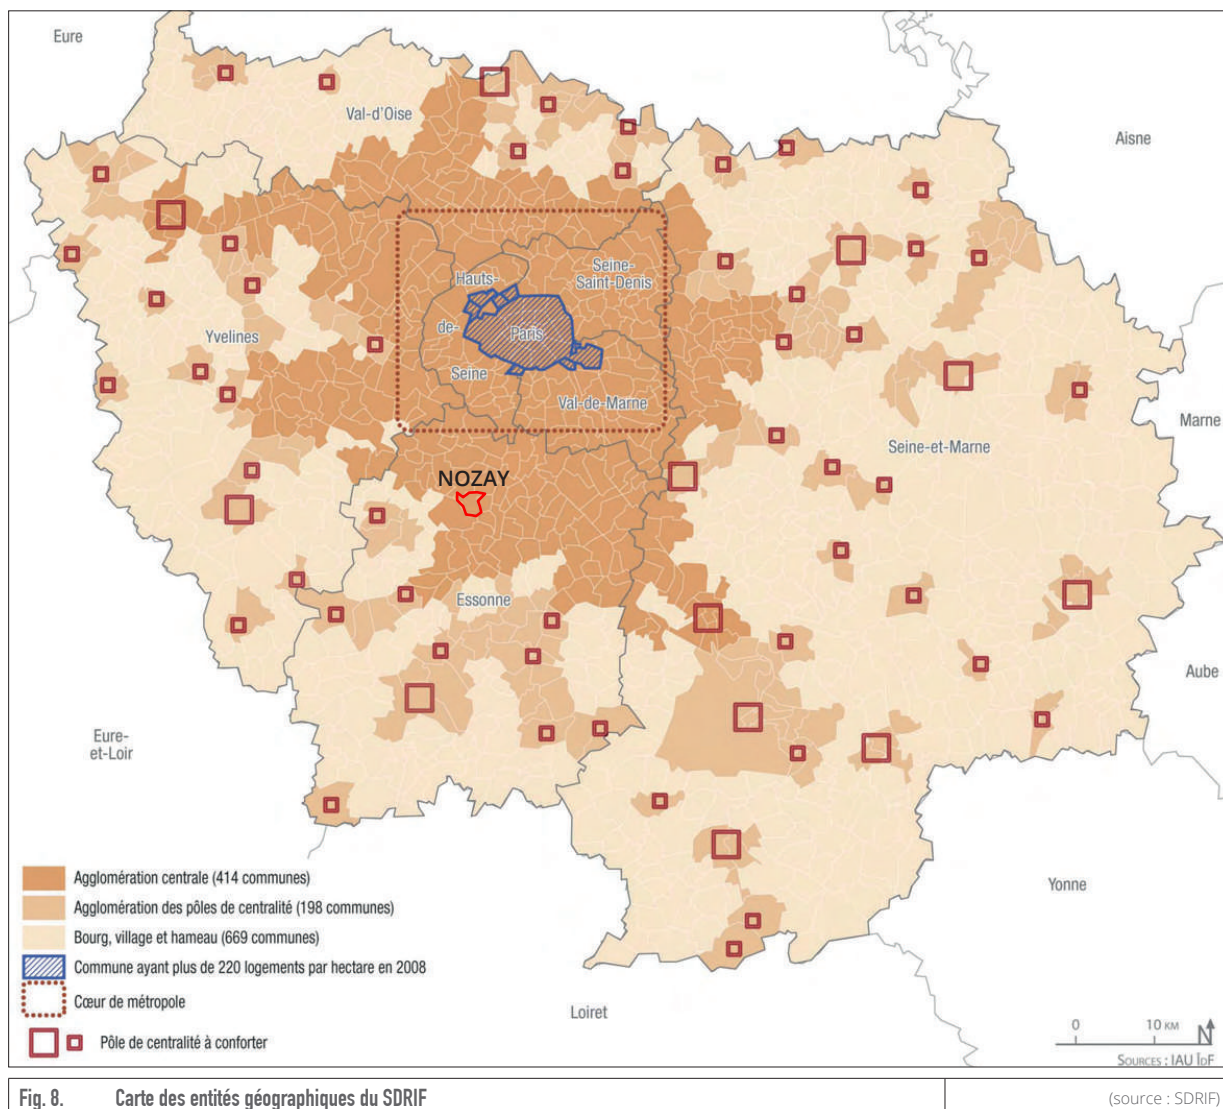 Eure
Val-d'Oise
Aisne
Hauts-
Seine-
Saint-Denis
de-
Paris
Yvelines
Seine
Val-de-Marne
Marne
Seine-et-Marne
NOZAY
Essonne
Aube
Eure-
et-Loir
Yonne
Loiret
Agglomération centrale (414 communes)
Agglomération des pôles de centralité (198 communes)
Bourg, village et hameau (669 communes)
Commune ayant plus de 220 logements par hectare en 2008
Cœur de métropole
Pôle de centralité à conforter
0 10 KM N
SOURCES : IAU ÎDF
Fig. 8. Carte des entités géographiques du SDRIF
(source : SDRIF)